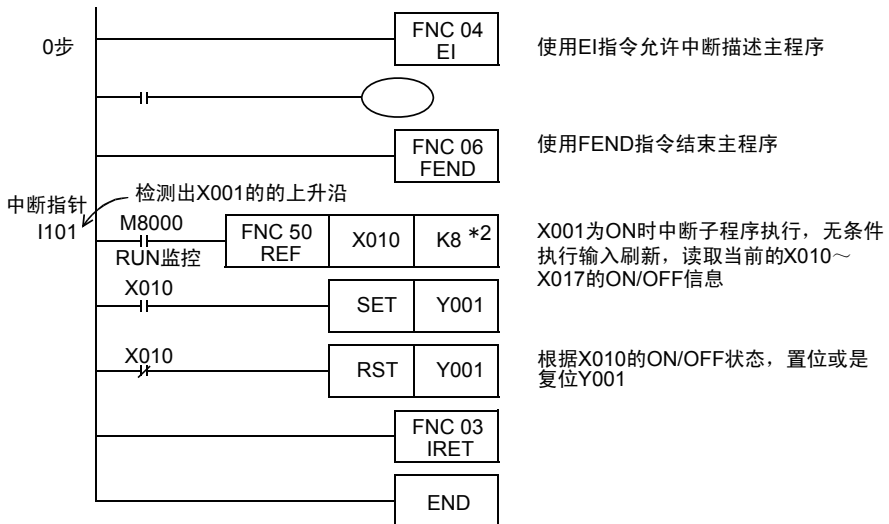 0步
FNC 04
EI
使用EI指令允许中断描述主程序
FNC 06
FEND
使用FEND指令结束主程序
中断指针
I101
检测出X001的的上升沿
M8000
RUN监控
FNC 50
REF
X010
K8 *2
X001为ON时中断子程序执行，无条件
执行输入刷新，读取当前的X010～
X017的ON/OFF信息
X010
SET
Y001
X010
RST
Y001
根据X010的ON/OFF状态，置位或是
复位Y001
FNC 03
IRET
END